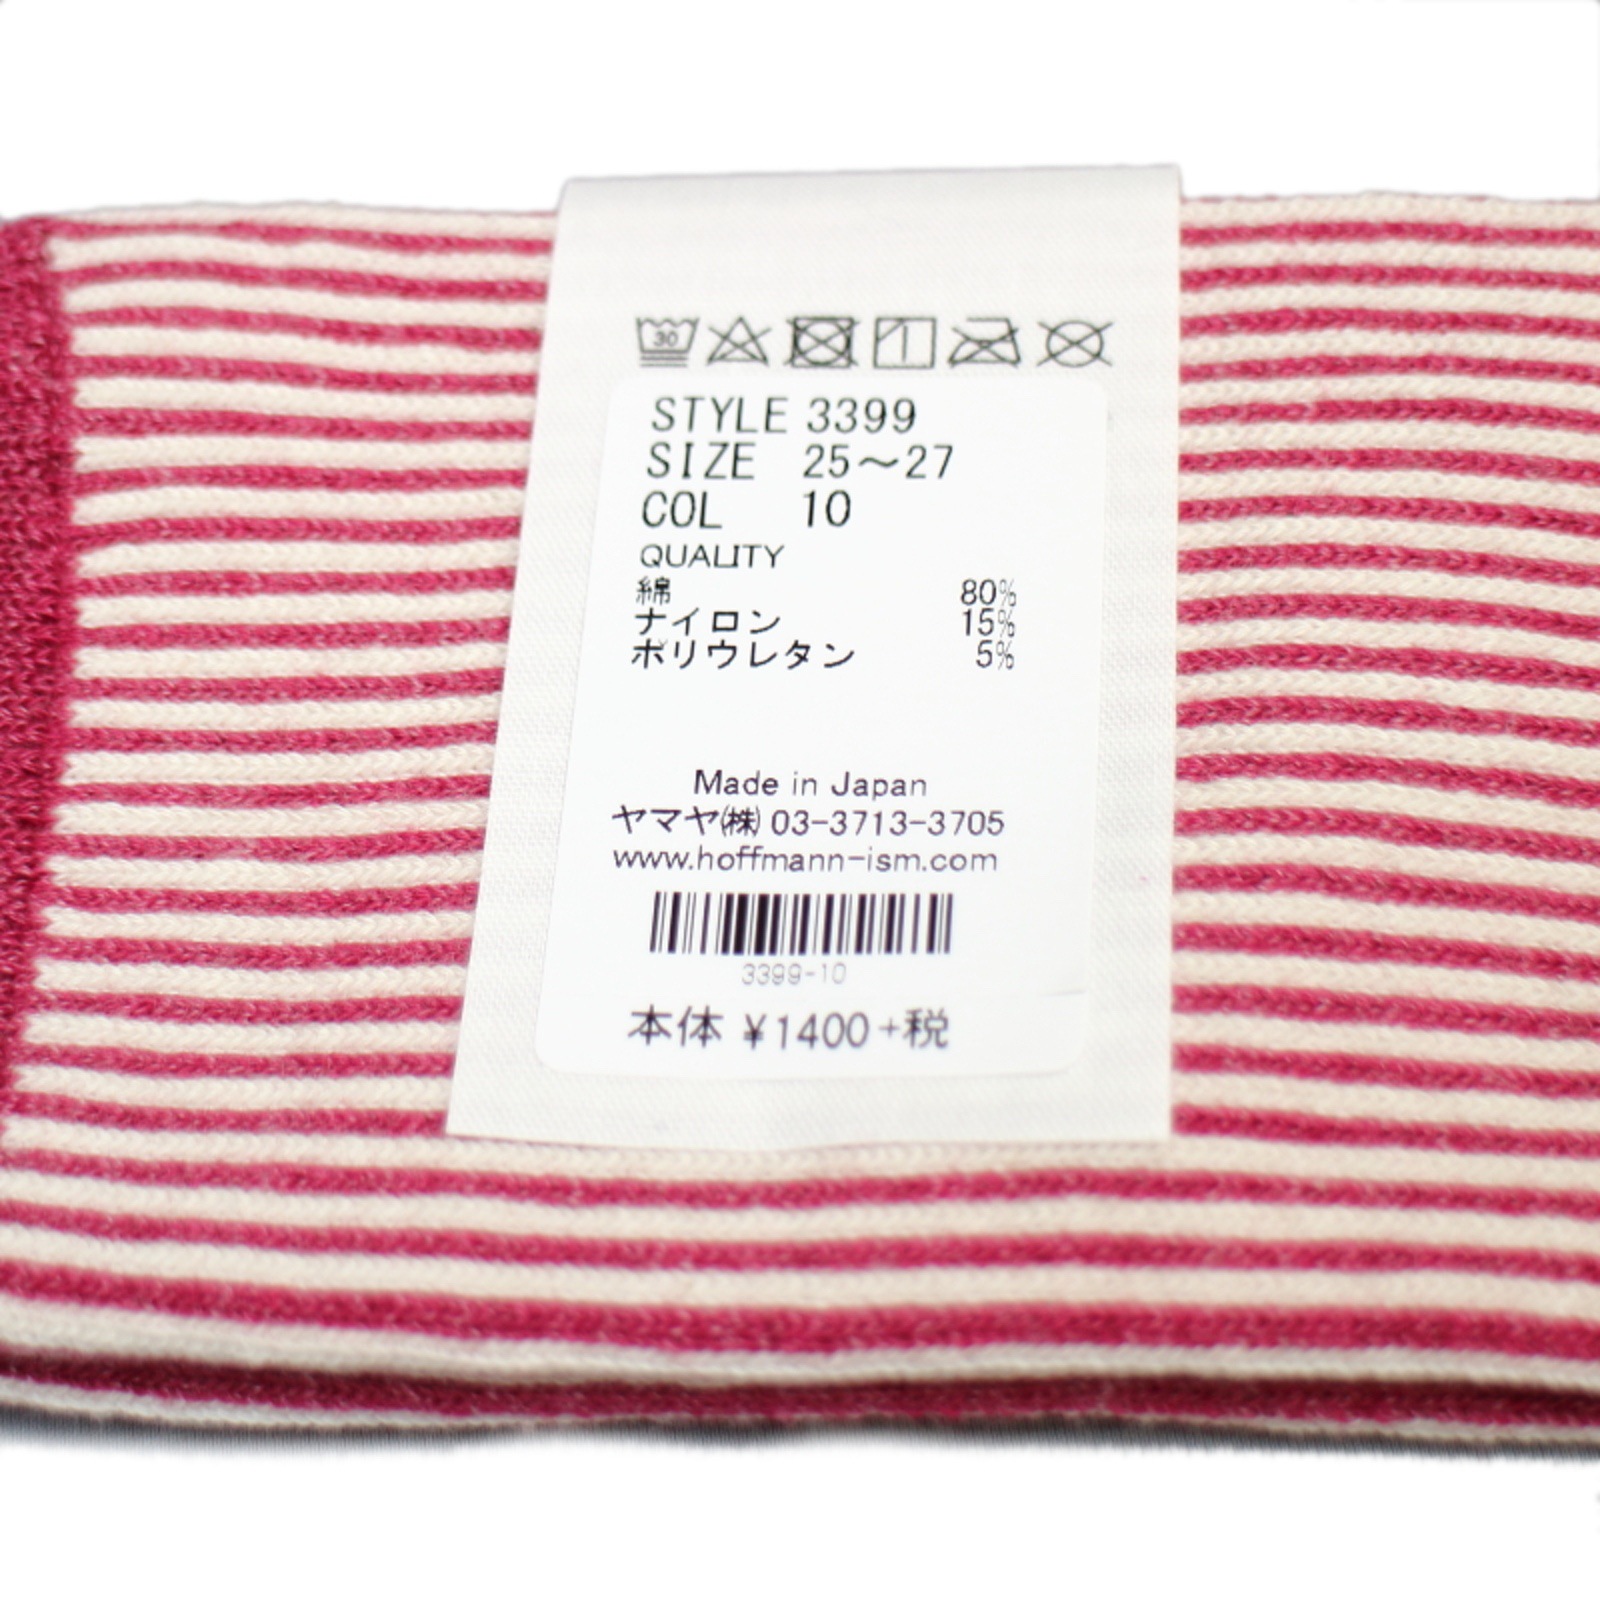 30
STYLE 3399
SIZE 25～27
COL 10
QUALITY
綿 80%
ナイロン 15%
ポリウレタン 5%
Made in Japan
ヤマヤ㈱ 03-3713-3705
www.hoffmann-ism.com
3399-10
本体 ¥1400+税